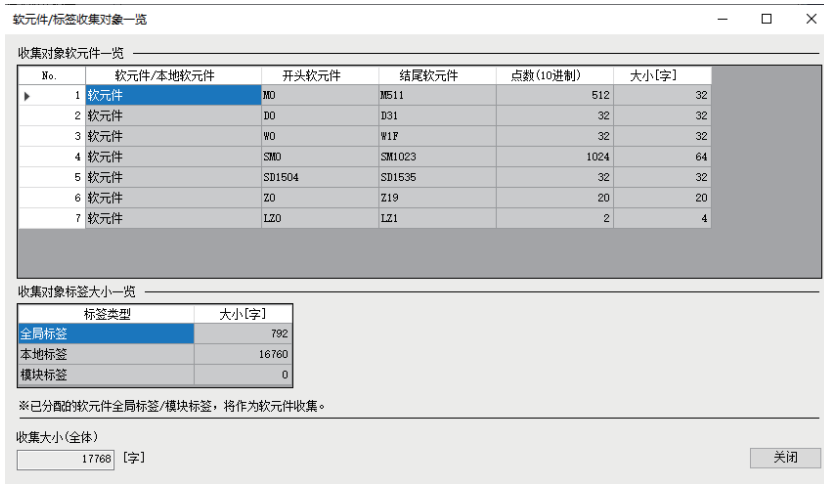 软元件/标签收集对象一览
收集对象软元件一览
No. 软元件/本地软元件 开头软元件 结尾软元件 点数(10进制) 大小[字]
1 软元件 M0 M511 512 32
2 软元件 D0 D31 32 32
3 软元件 W0 W1F 32 32
4 软元件 SM0 SM1023 1024 64
5 软元件 SD1504 SD1535 32 32
6 软元件 Z0 Z19 20 20
7 软元件 LZ0 LZ1 2 4
收集对象标签大小一览
标签类型 大小[字]
全局标签 792
本地标签 16760
模块标签 0
※已分配的软元件全局标签/模块标签，将作为软元件收集。
收集大小(全体)
17768 [字]
关闭